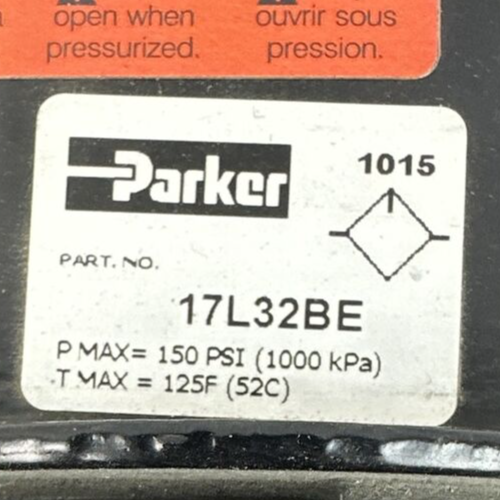 open when
pressurized.
ouvrir sous
pression.
Parker
1015
PART. NO.
17L32BE
P MAX= 150 PSI (1000 kPa)
T MAX = 125F (52C)